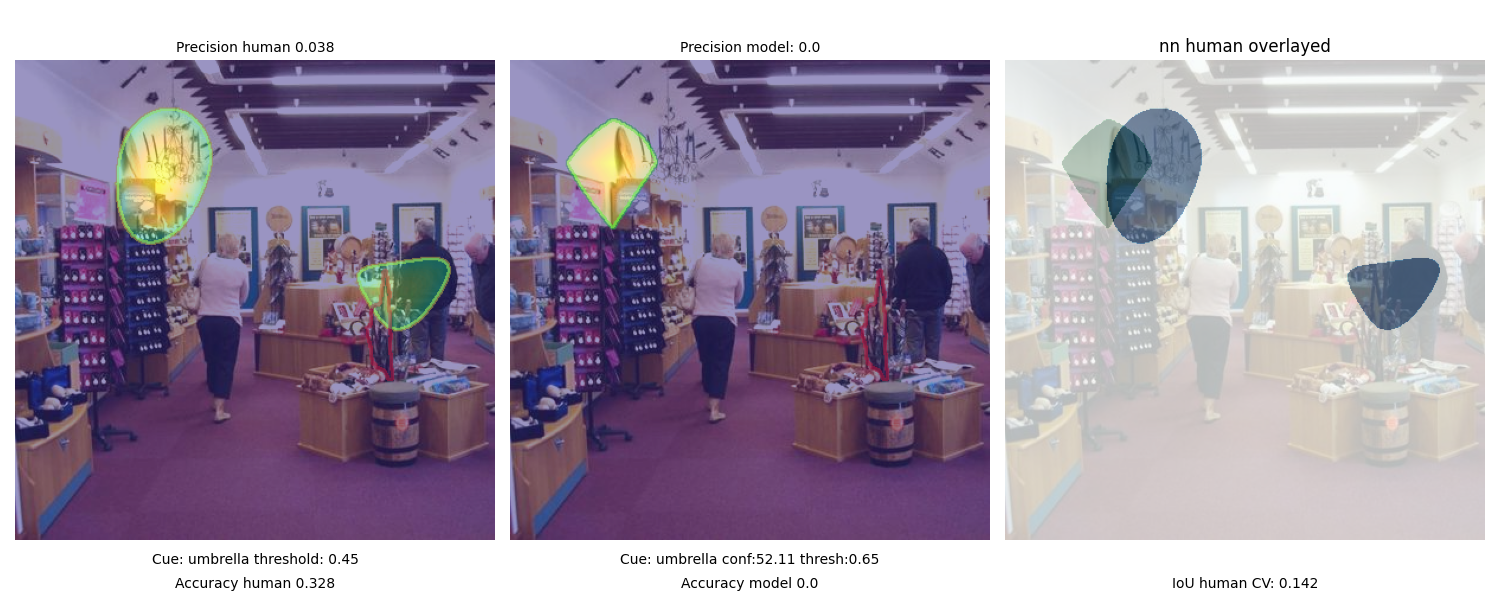 Precision human 0.038
Precision model: 0.0
nn human overlayed
Cue: umbrella threshold: 0.45
Accuracy human 0.328
Cue: umbrella conf:52.11 thresh:0.65
Accuracy model 0.0
IoU human CV: 0.142